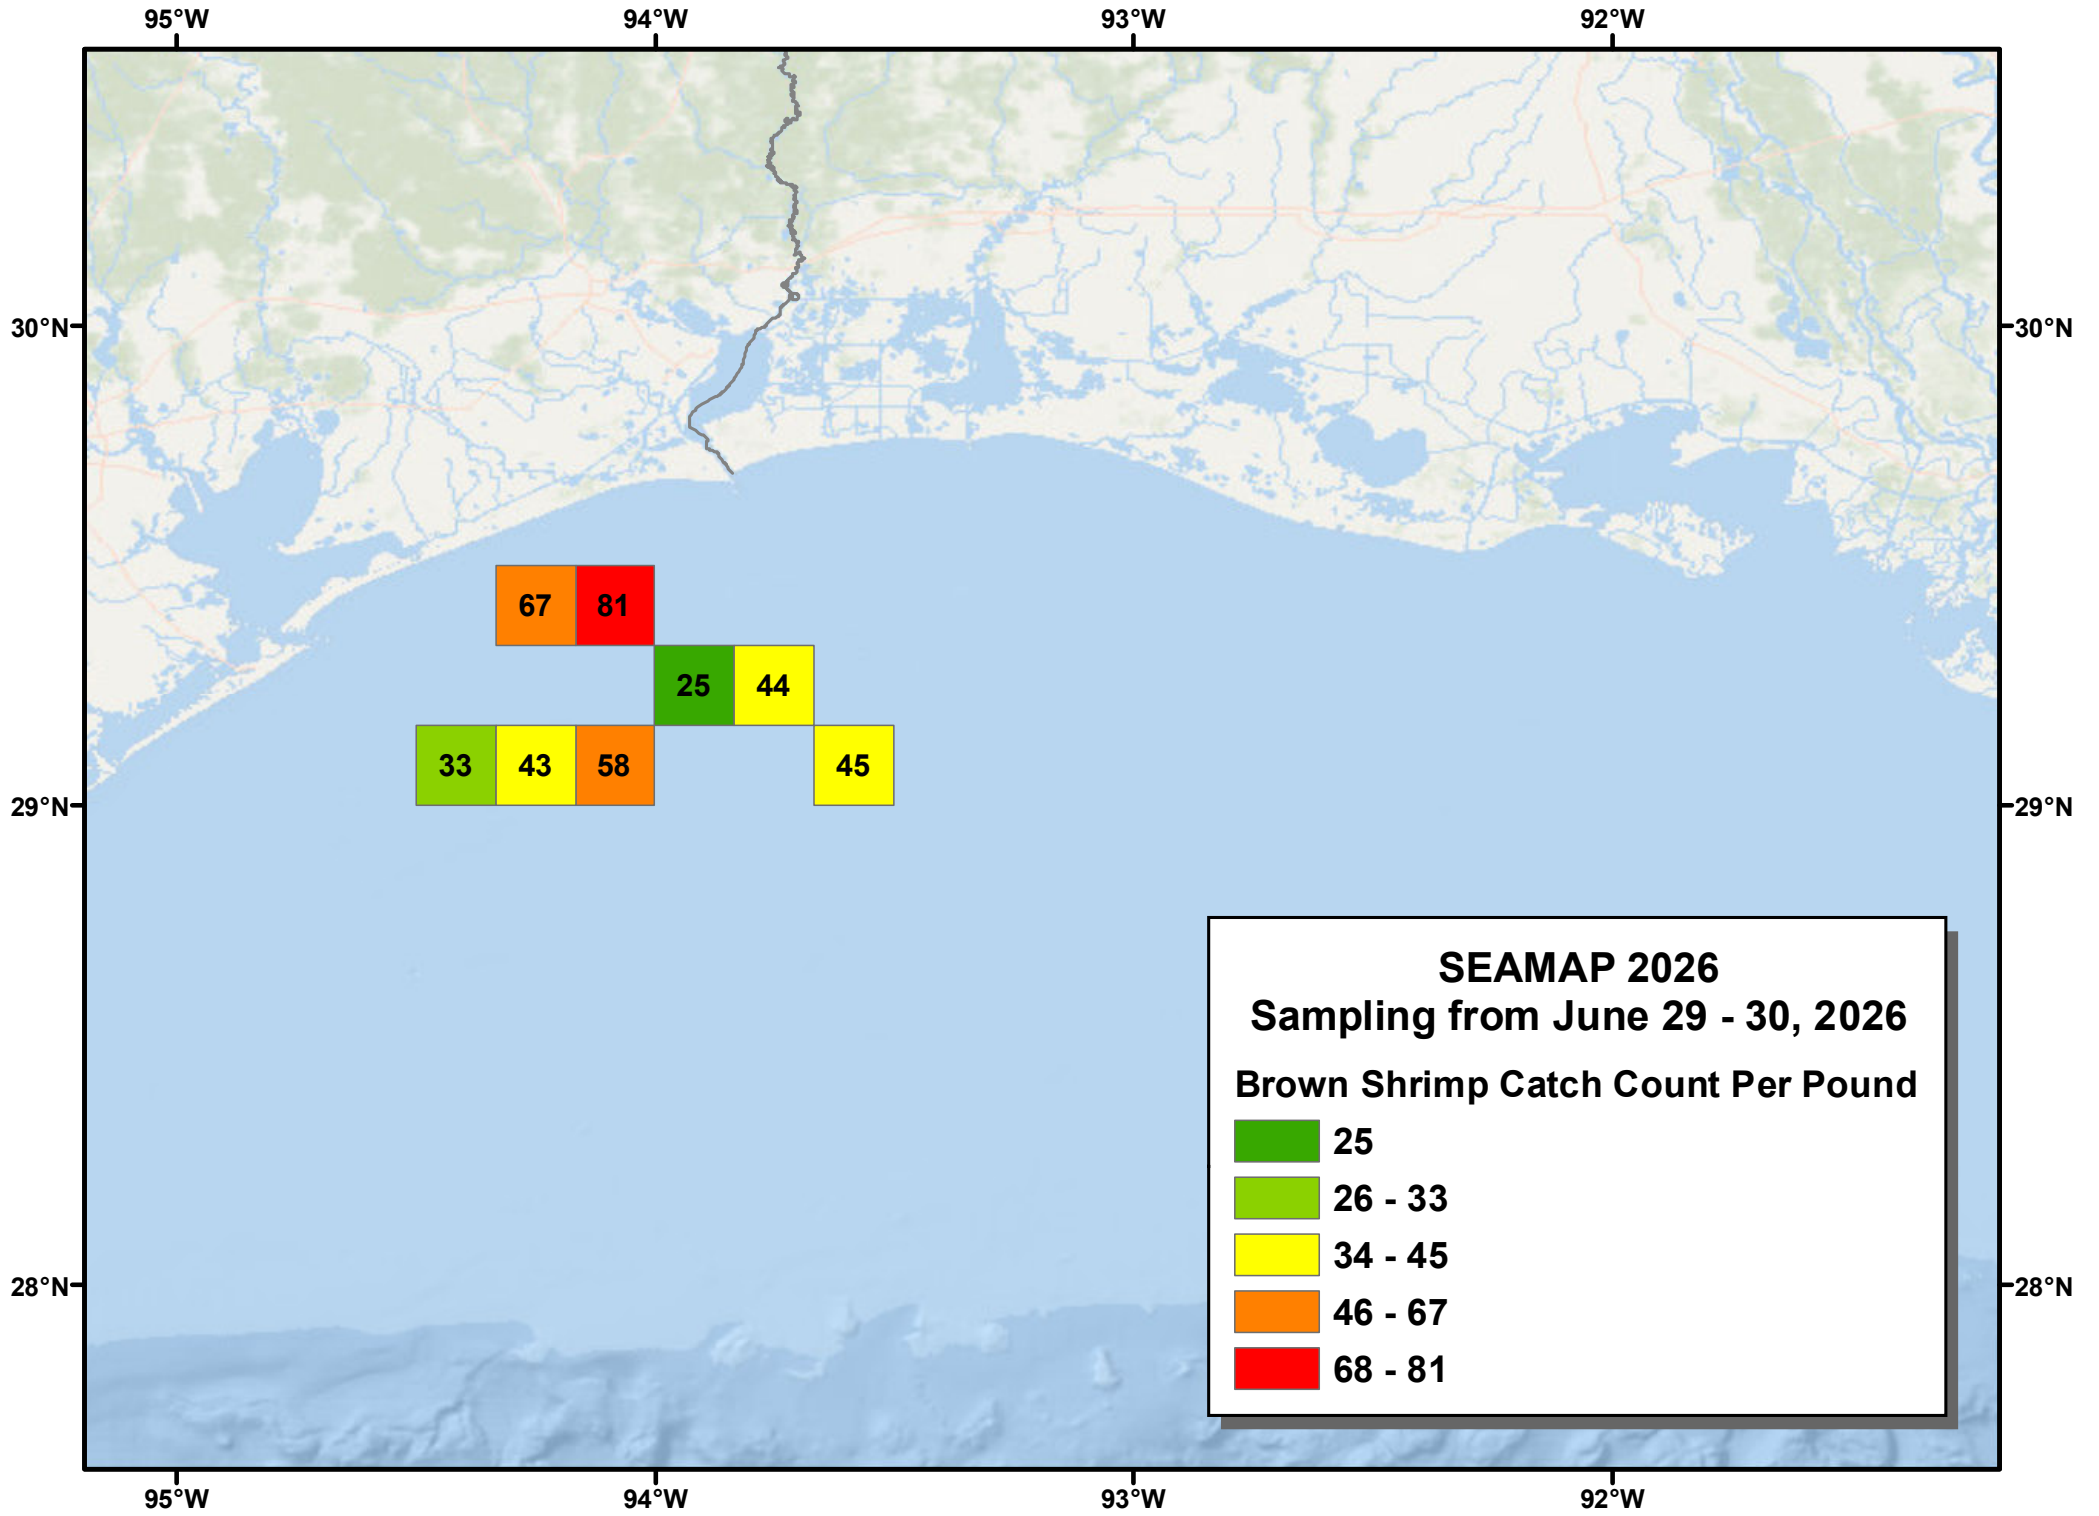 95°W 94°W 93°W 92°W
30°N 30°N
67 81
25 44
33 43 58 45
29°N 29°N
SEAMAP 2026
Sampling from June 29 - 30, 2026
Brown Shrimp Catch Count Per Pound
25
26 - 33
34 - 45
28°N 28°N
46 - 67
68 - 81
95°W 94°W 93°W 92°W